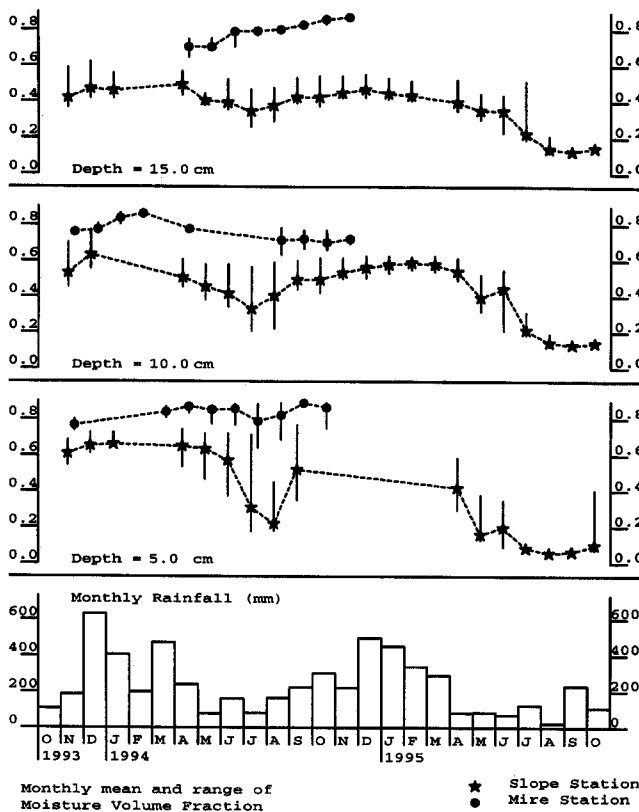 0.8 0.8
0.6 0.6
0.4 0.4
0.2 0.2
0.0 0.0
Depth = 15.0 cm
0.8 0.8
0.6 0.6
0.4 0.4
0.2 0.2
0.0 0.0
Depth = 10.0 cm
0.8 0.8
0.6 0.6
0.4 0.4
0.2 0.2
0.0 0.0
Depth = 5.0 cm
Monthly Rainfall (mm)
600 600
400 400
200 200
0 0
O N D J F M A M J J A S O N D J F M A M J J A S O
1993 1994 1995
Monthly mean and range of
Moisture Volume Fraction
Slope Station
Mire Station